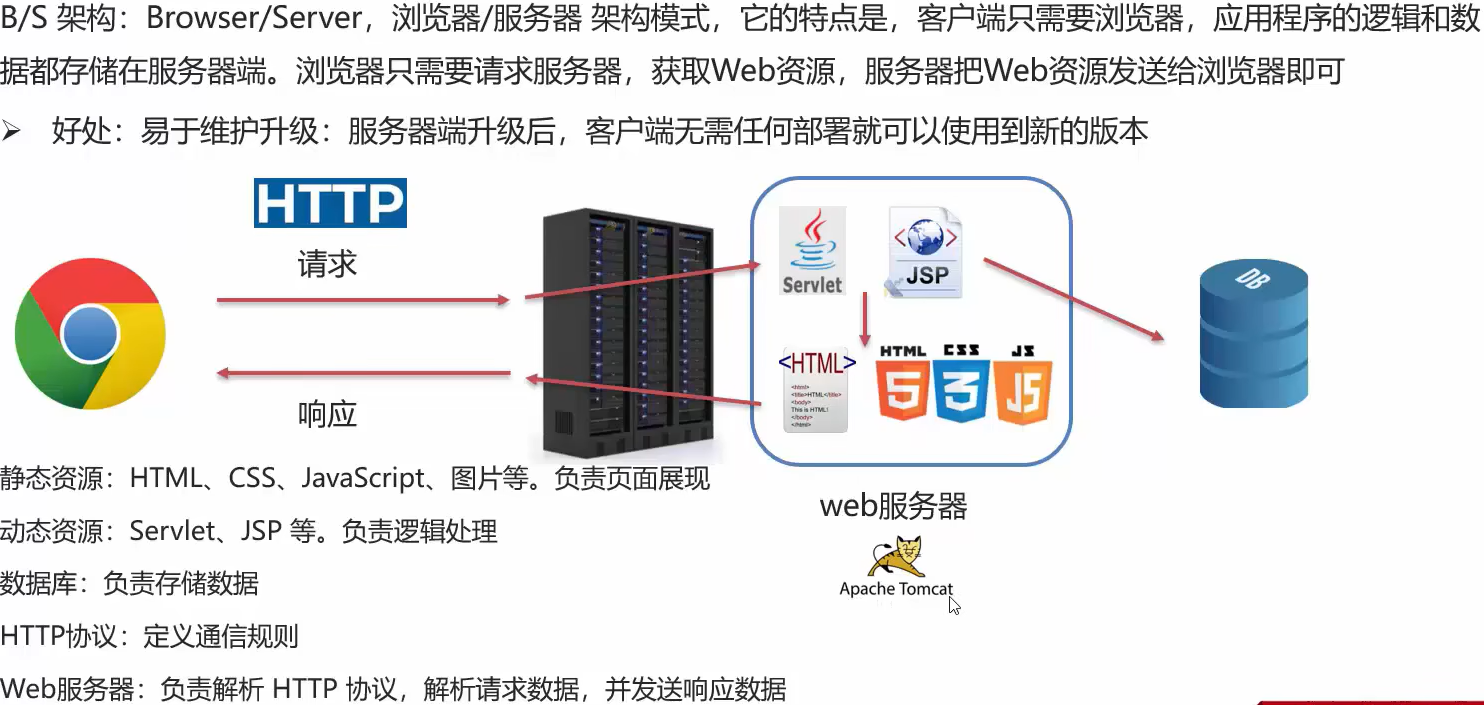 B/S 架构：Browser/Server，浏览器/服务器 架构模式，它的特点是，客户端只需要浏览器，应用程序的逻辑和数
据都存储在服务器端。浏览器只需要请求服务器，获取Web资源，服务器把Web资源发送给浏览器即可
➢ 好处：易于维护升级：服务器端升级后，客户端无需任何部署就可以使用到新的版本
HTTP
请求
响应
Servlet
JSP
<HTML>
<html>
<title>HTML</title>
<body>
This is HTML!
</body>
</html>
HTML
5
CSS
3
JS
JS
DB
web服务器
Apache Tomcat
静态资源：HTML、CSS、JavaScript、图片等。负责页面展现
动态资源：Servlet、JSP 等。负责逻辑处理
数据库：负责存储数据
HTTP协议：定义通信规则
Web服务器：负责解析 HTTP 协议，解析请求数据，并发送响应数据